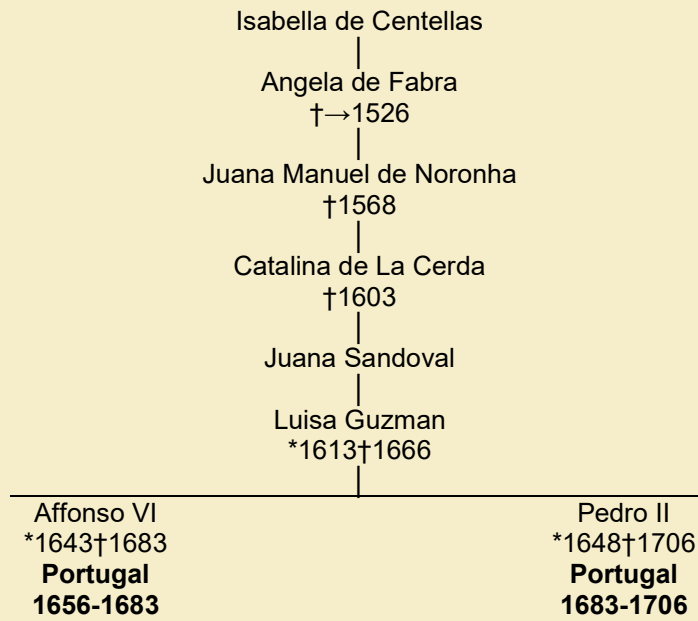 Isabella de Centellas
Angela de Fabra
†→1526
Juana Manuel de Noronha
†1568
Catalina de La Cerda
†1603
Juana Sandoval
Luisa Guzman
*1613†1666
Affonso VI
*1643†1683
Portugal
1656-1683
Pedro II
*1648†1706
Portugal
1683-1706